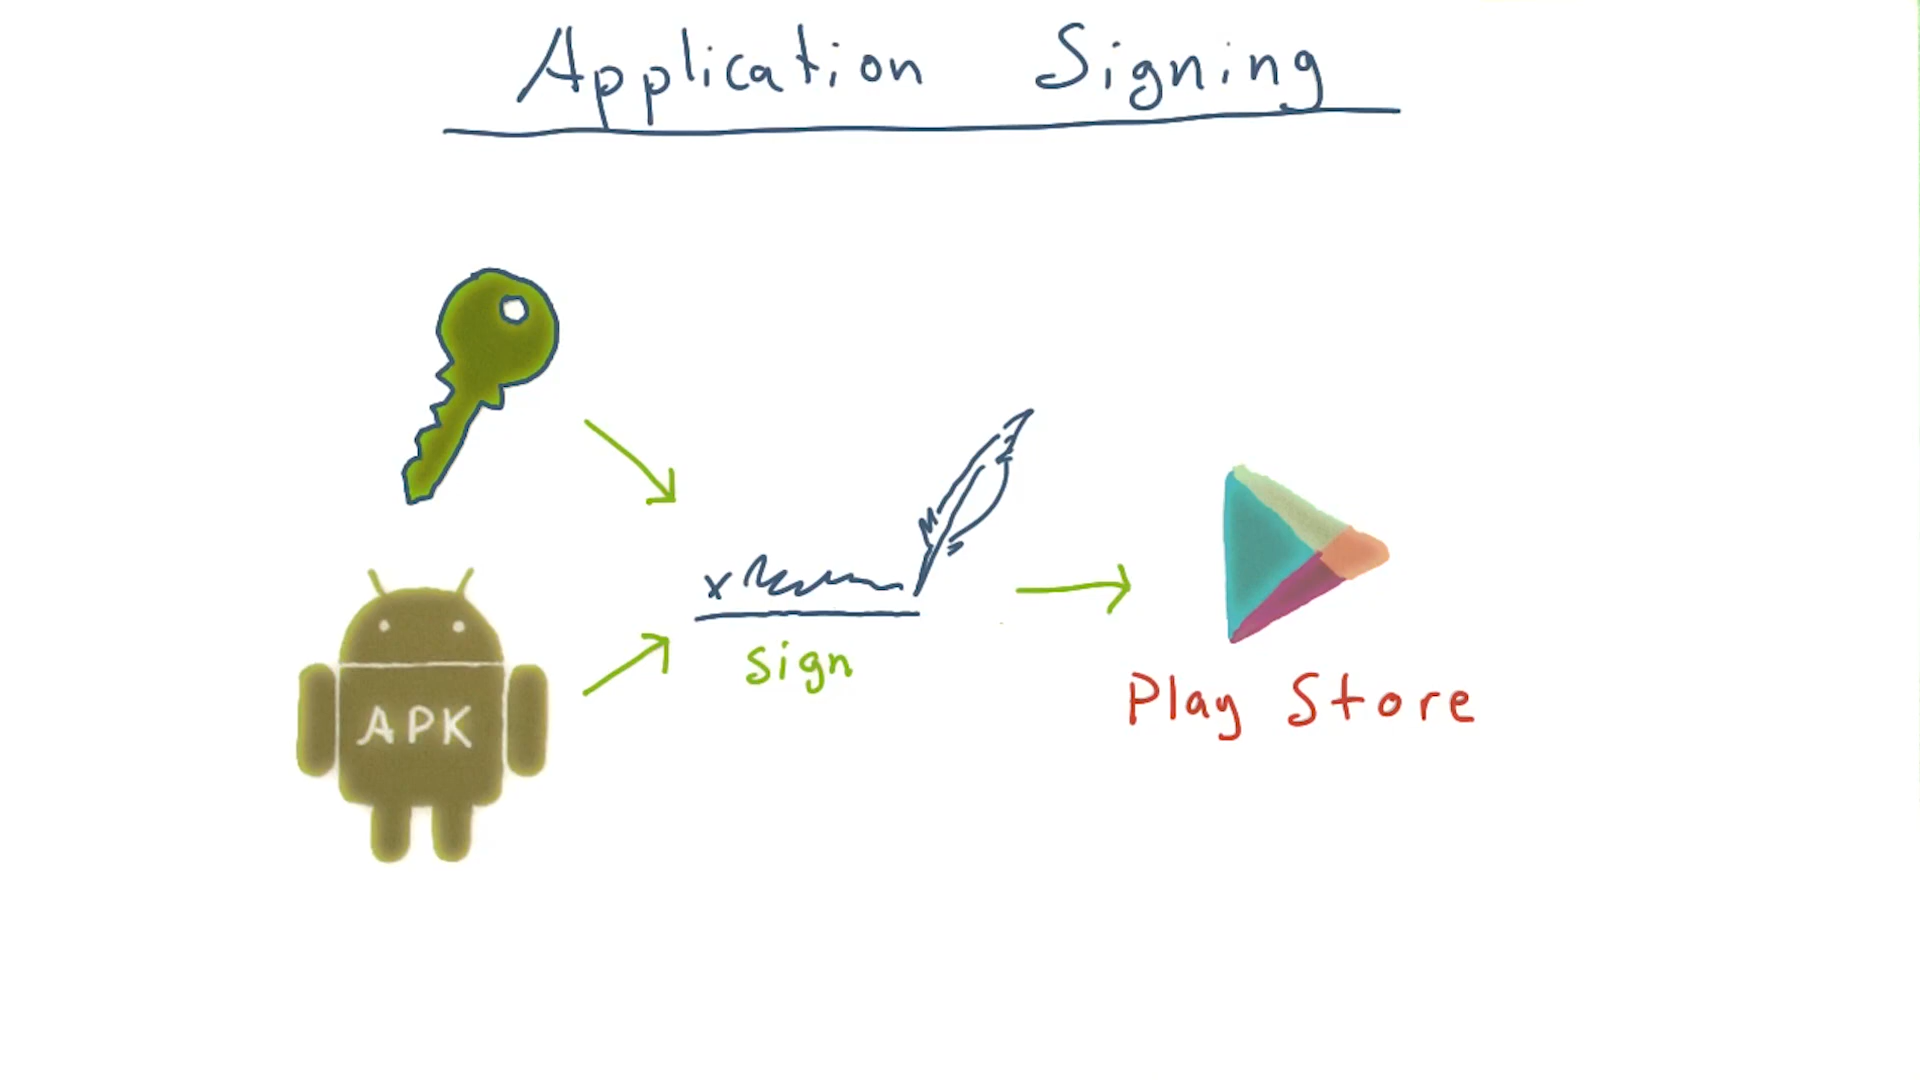 Application Signing
APK
x
sign
Play Store